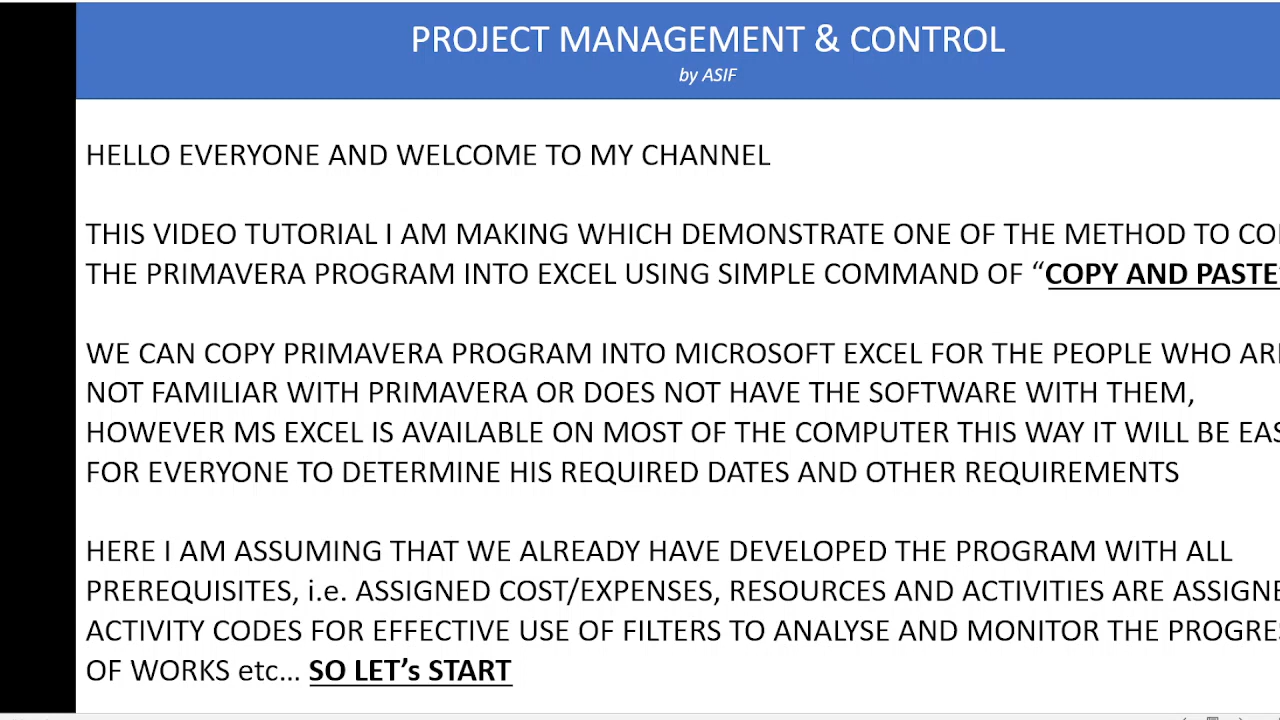 PROJECT MANAGEMENT & CONTROL
by ASIF
HELLO EVERYONE AND WELCOME TO MY CHANNEL
THIS VIDEO TUTORIAL I AM MAKING WHICH DEMONSTRATE ONE OF THE METHOD TO
THE PRIMAVERA PROGRAM INTO EXCEL USING SIMPLE COMMAND OF “COPY AND PASTE
WE CAN COPY PRIMAVERA PROGRAM INTO MICROSOFT EXCEL FOR THE PEOPLE WHO
NOT FAMILIAR WITH PRIMAVERA OR DOES NOT HAVE THE SOFTWARE WITH THEM,
HOWEVER MS EXCEL IS AVAILABLE ON MOST OF THE COMPUTER THIS WAY IT WILL BE
FOR EVERYONE TO DETERMINE HIS REQUIRED DATES AND OTHER REQUIREMENTS
HERE I AM ASSUMING THAT WE ALREADY HAVE DEVELOPED THE PROGRAM WITH ALL
PREREQUISITES, i.e. ASSIGNED COST/EXPENSES, RESOURCES AND ACTIVITIES ARE
ACTIVITY CODES FOR EFFECTIVE USE OF FILTERS TO ANALYSE AND MONITOR THE
OF WORKS etc... SO LET’s START